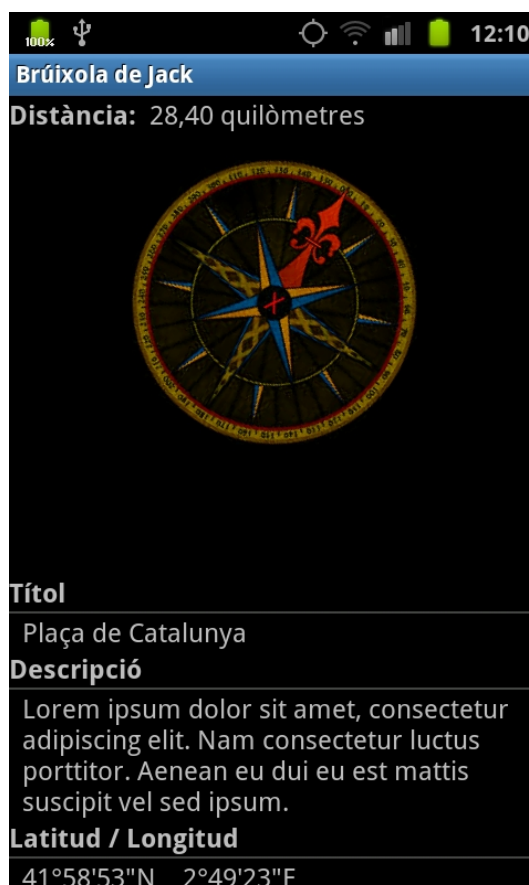 100%
12:10
Brúixola de Jack
Distància: 28,40 quilòmetres
Títol
Plaça de Catalunya
Descripció
Lorem ipsum dolor sit amet, consectetur
adipiscing elit. Nam consectetur luctus
porttitor. Aenean eu dui eu est mattis
suscipit vel sed ipsum.
Latitud / Longitud
41°58'53"N 2°49'23"E